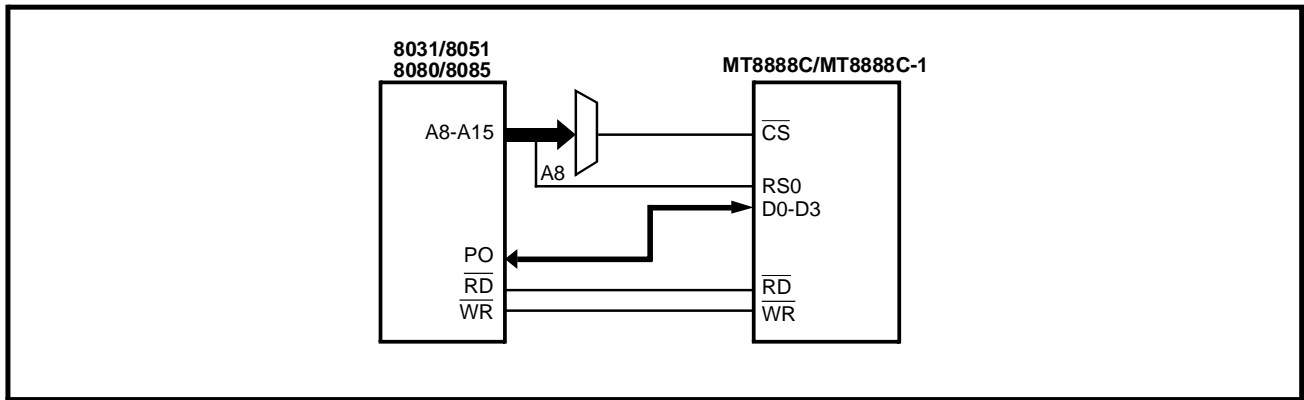 8031/8051
8080/8085
MT8888C/MT8888C-1
A8-A15
CS
A8
RS0
D0-D3
PO
RD
RD
WR
WR